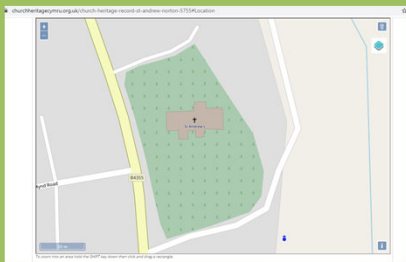 churchheritagecymru.org.uk/church-heritage-record-st-andrew-norton-5755#Location
+
St Andrew's
B4355
Road
To zoom into an area hold the SHIFT key down then click and drag a rectangle.